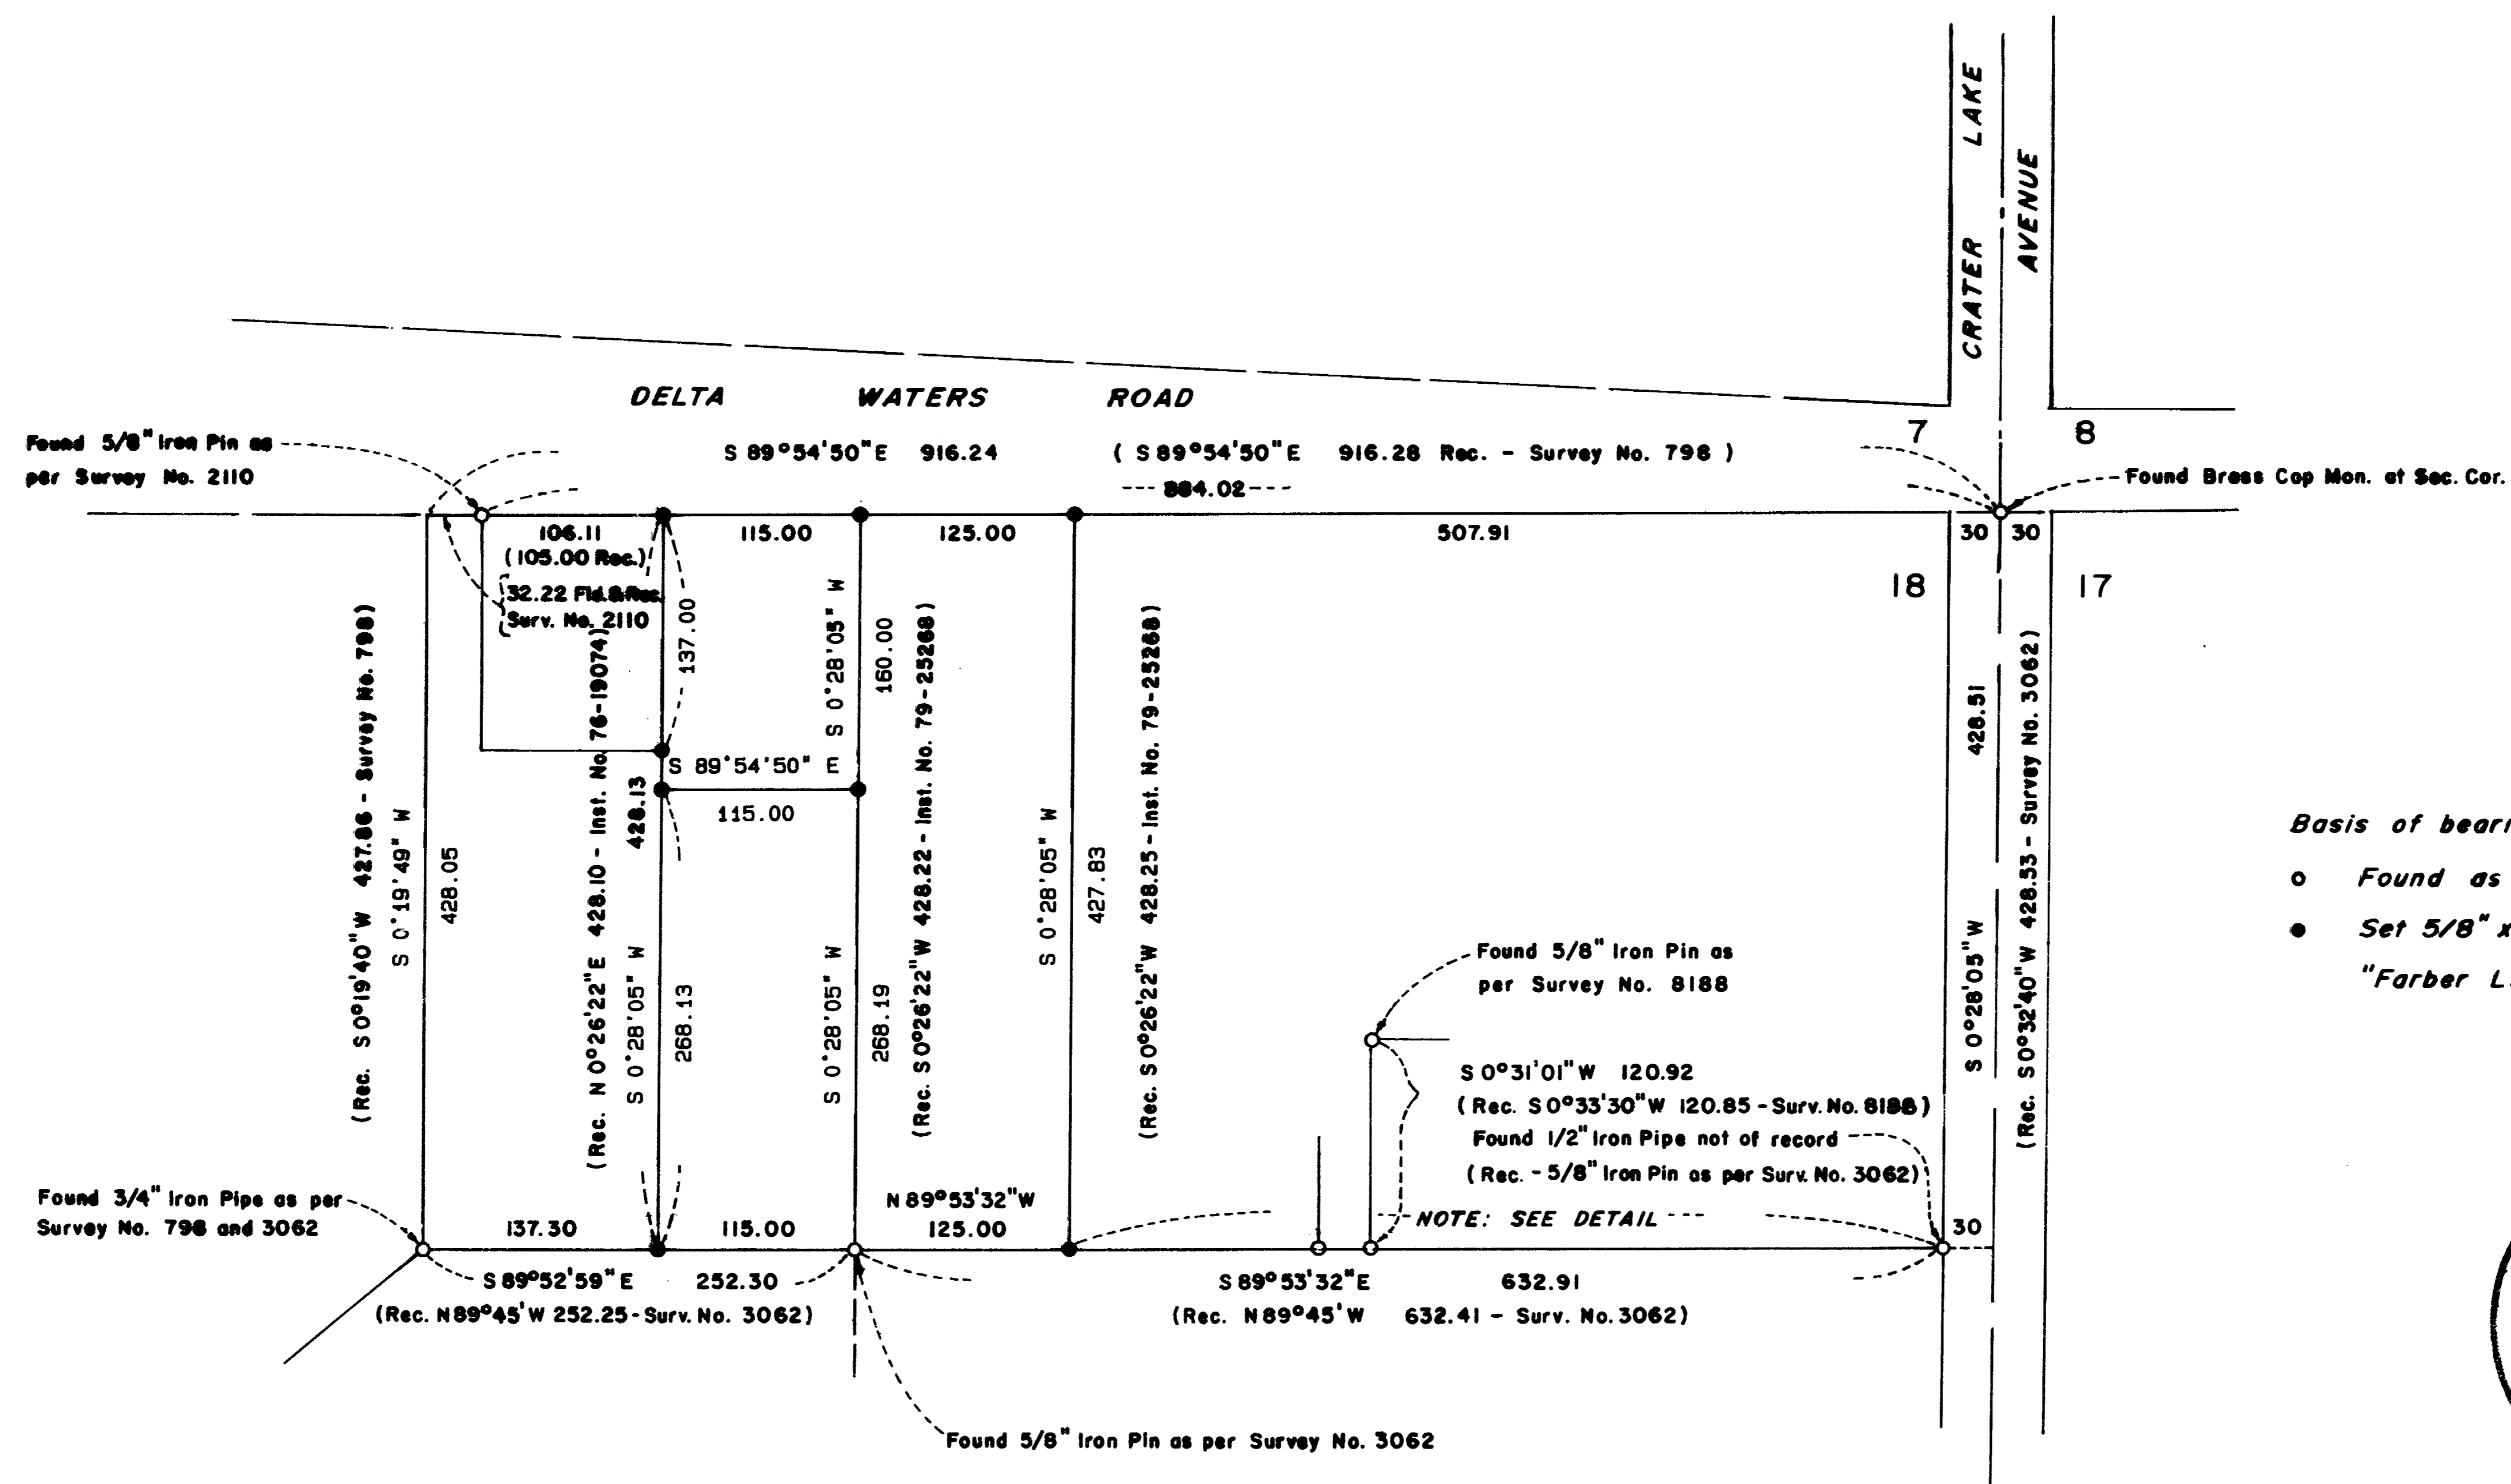 CRATER LAKE
AVENUE
DELTA WATERS ROAD
7
8
Found 5/8" Iron Pin as
per Survey No. 2110
S 89°54'50"E 916.24
( S 89°54'50"E 916.28 Rec. - Survey No. 798 )
884.02
Found Brass Cap Mon. at Sec. Cor.
106.11
(105.00 Rec.)
115.00
125.00
507.91
30
30
32.22 Fld. & Rec.
Surv. No. 2110
18
17
(Rec. S 0°19'40"W 427.86 - Survey No. 798)
S 0°19'49" W
428.05
(Rec. N 0°26'22"E 428.10 - Inst. No. 76-19074)
428.13
137.00
S 0°28'05" W
160.00
S 89°54'50" E
115.00
S 0°28'05" W
268.13
S 0°28'05" W
268.19
(Rec. S 0°26'22"W 428.22 - Inst. No. 79-25268)
S 0°28'05" W
427.83
(Rec. S 0°26'22"W 428.25 - Inst. No. 79-25268)
428.51
S 0°28'05"W
(Rec. S 0°32'40"W 428.53 - Survey No. 3062)
Basis of bear
Found as
Set 5/8" x
"Farber L.
Found 5/8" Iron Pin as
per Survey No. 8188
S 0°31'01"W 120.92
( Rec. S 0°33'30"W 120.85 - Surv. No. 8188 )
Found 1/2" Iron Pipe not of record
( Rec. - 5/8" Iron Pin as per Surv. No. 3062)
Found 3/4" Iron Pipe as per
Survey No. 798 and 3062
N 89°53'32"W
137.30
115.00
125.00
NOTE: SEE DETAIL
30
S 89°52'59"E 252.30
(Rec. N 89°45'W 252.25 - Surv. No. 3062)
S 89°53'32"E 632.91
(Rec. N 89°45'W 632.41 - Surv. No. 3062)
Found 5/8" Iron Pin as per Survey No. 3062